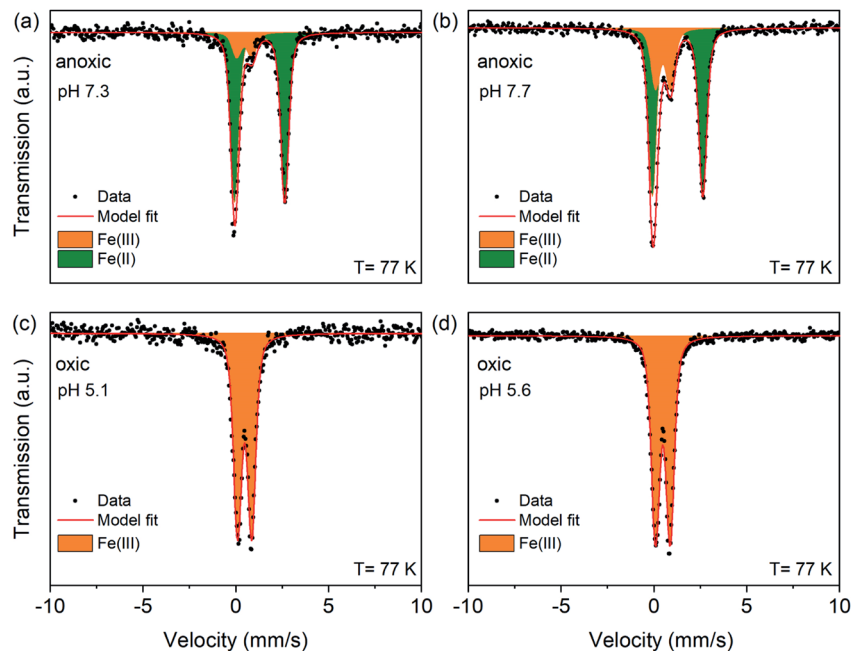 (a)
anoxic
pH 7.3
Data
Model fit
Fe(III)
Fe(II)
T= 77 K
(b)
anoxic
pH 7.7
Data
Model fit
Fe(III)
Fe(II)
T= 77 K
Transmission (a.u.)
(c)
oxic
pH 5.1
Data
Model fit
Fe(III)
T= 77 K
(d)
oxic
pH 5.6
Data
Model fit
Fe(III)
T= 77 K
Transmission (a.u.)
-10 -5 0 5 10
-10 -5 0 5 10
Velocity (mm/s)
Velocity (mm/s)